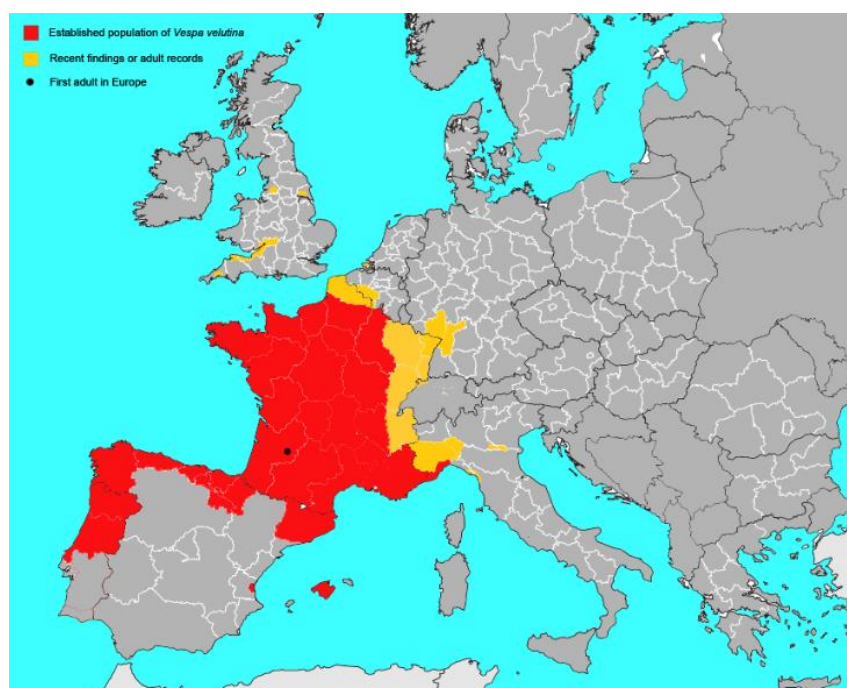 Established population of Vespa velutina
Recent findings or adult records
First adult in Europe